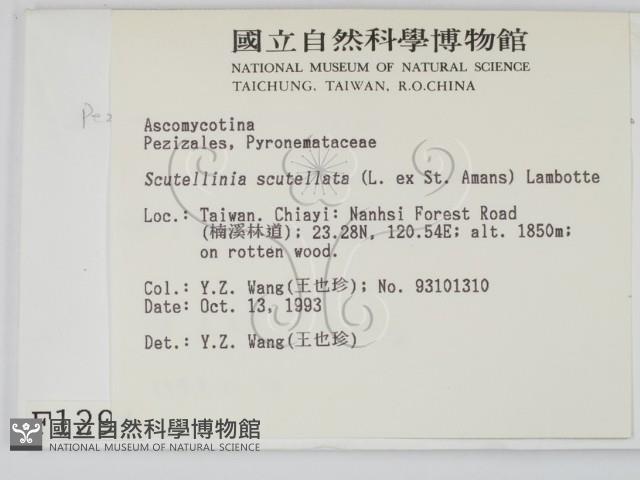 國立自然科學博物館
NATIONAL MUSEUM OF NATURAL SCIENCE
TAICHUNG, TAIWAN, R.O.CHINA
Pez
Ascomycotina
Pezizales, Pyronemataceae
Scutellinia scutellata (L. ex St. Amans) Lambotte
Loc.: Taiwan. Chiayi: Nanhsi Forest Road
(楠溪林道); 23.28N, 120.54E; alt. 1850m;
on rotten wood.
Col.: Y.Z. Wang(王也珍); No. 93101310
Date: Oct. 13, 1993
Det.: Y.Z. Wang(王也珍)
國立自然科學博物館
NATIONAL MUSEUM OF NATURAL SCIENCE